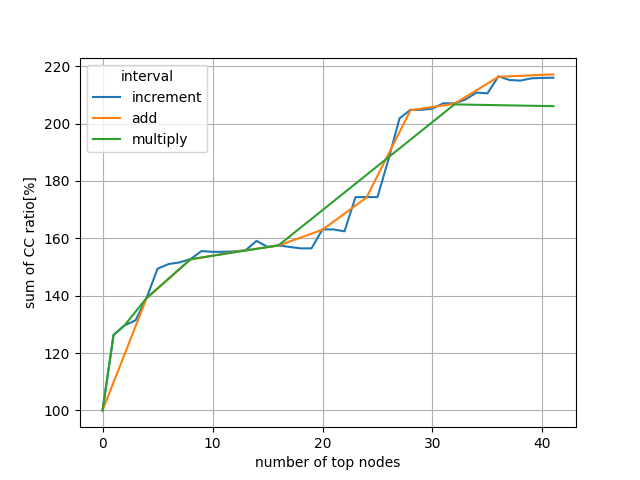 interval
increment
add
multiply
220
200
180
160
140
120
100
sum of CC ratio[%]
0 10 20 30 40
number of top nodes